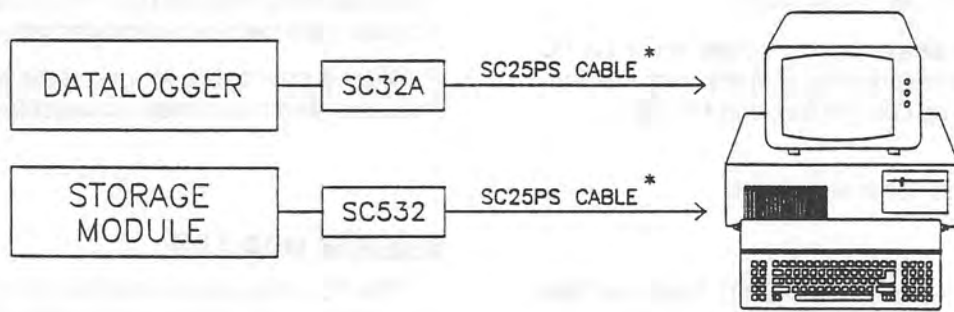 DATALOGGER
SC32A
SC25PS CABLE *
STORAGE
MODULE
SC532
SC25PS CABLE *